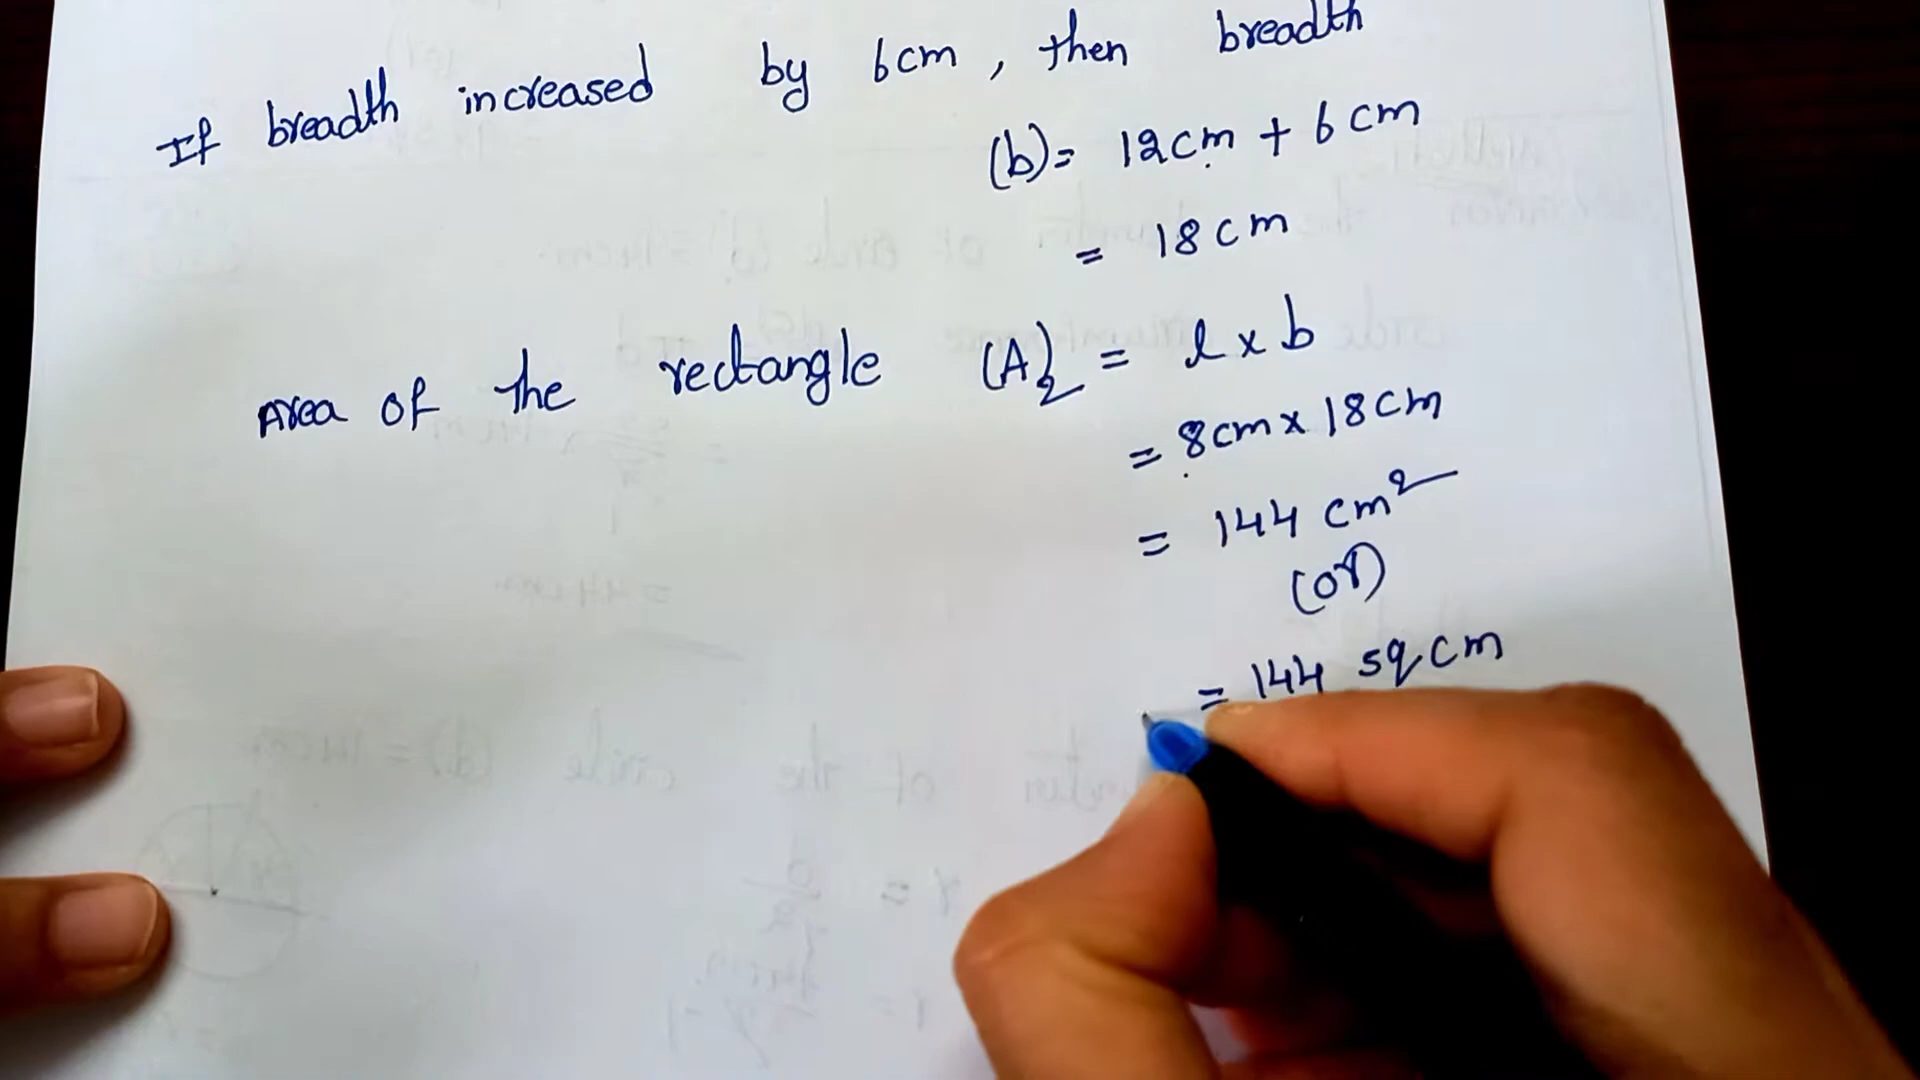 If breadth increased by 6cm, then breadth
(b)= 12cm + 6cm
= 18cm
Area of the rectangle (A)2 = l x b
= 8cm x 18cm
= 144 cm²
(or)
= 144 sq cm